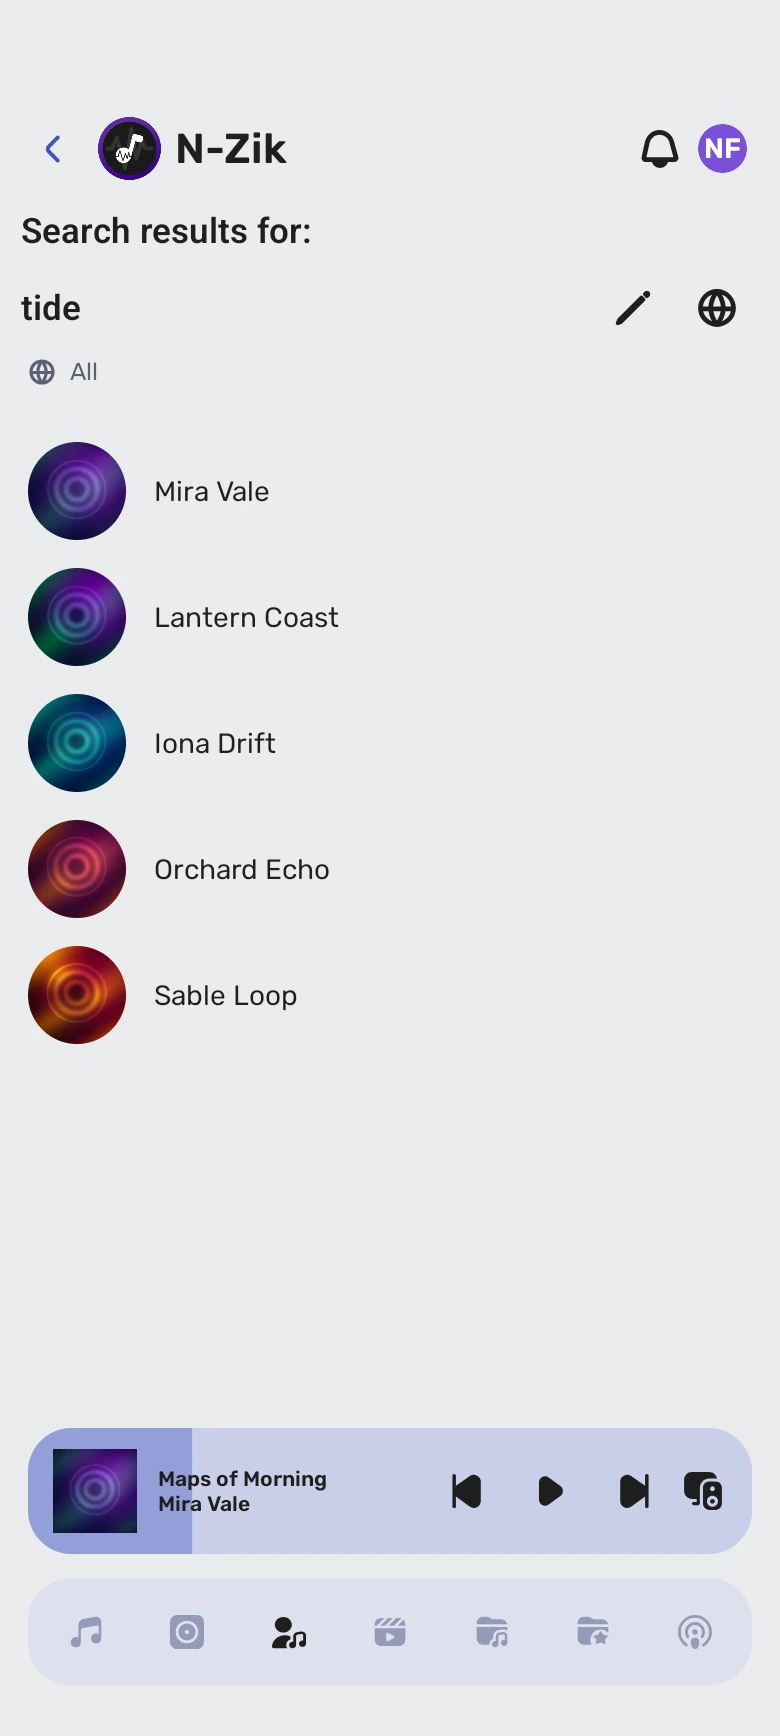 N-Zik
NF
Search results for:
tide
All
Mira Vale
Lantern Coast
Iona Drift
Orchard Echo
Sable Loop
Maps of Morning
Mira Vale